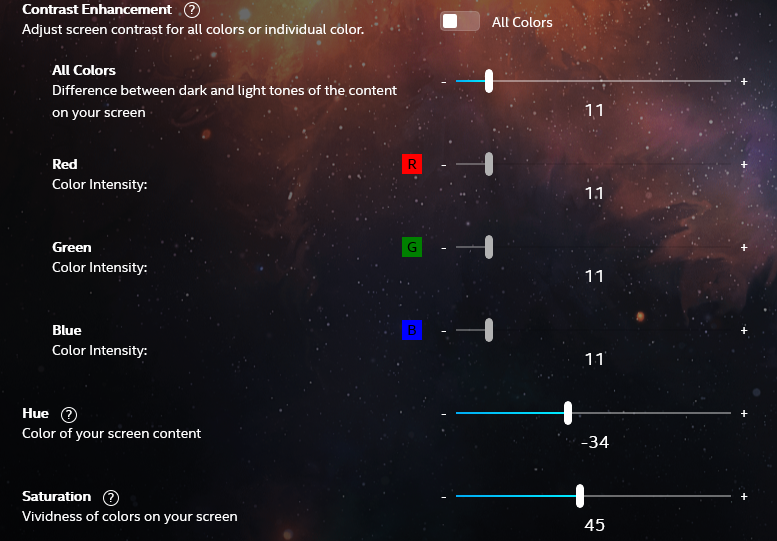 Contrast Enhancement ?
Adjust screen contrast for all colors or individual color.
All Colors
All Colors
Difference between dark and light tones of the content
on your screen
- +
11
Red
Color Intensity:
R - +
11
Green
Color Intensity:
G - +
11
Blue
Color Intensity:
B - +
11
Hue ?
Color of your screen content
- +
-34
Saturation ?
Vividness of colors on your screen
- +
45